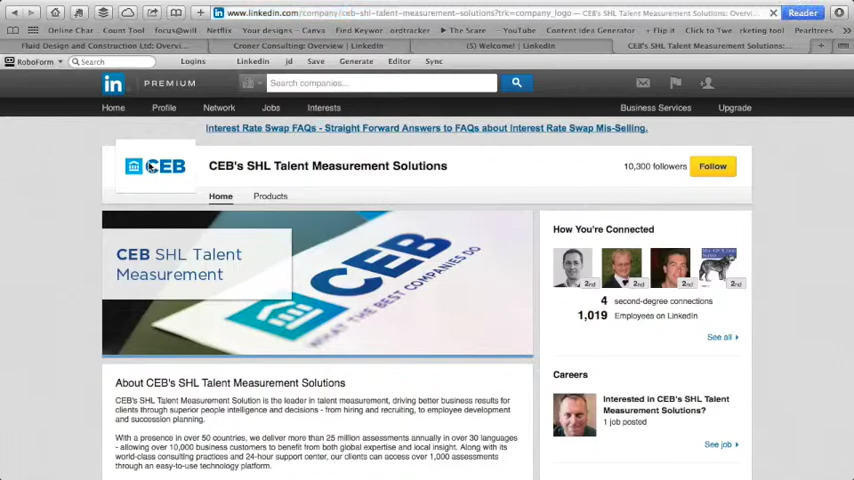 www.linkedin.com/company/ceb-shl-talent-measurement-solutions?trk=company_logo — CEB's SHL Talent Measurement Solutions: Overvi...
Reader
Online Char Count Tool focus@will Netflix Your designs - Canva Find Keywor ordtracker ▶ The Scare YouTube Content Idea Generator Flip It Click to Twe rketing tool Pearltrees
Fluid Design and Construction Ltd: Overvi... Croner Consulting: Overview | LinkedIn (5) Welcome! | LinkedIn CEB's SHL Talent Measurement Solutions:...
RoboForm Search Logins LinkedIn jd Save Generate Editor Sync
in PREMIUM Search companies...
Home Profile Network Jobs Interests Business Services Upgrade
Interest Rate Swap FAQs - Straight Forward Answers to FAQs about Interest Rate Swap Mis-Selling.
CEB CEB's SHL Talent Measurement Solutions 10,300 followers Follow
Home Products
CEB SHL Talent
Measurement
CEB
WHAT THE BEST COMPANIES DO
How You're Connected
2nd 2nd 2nd 2nd
4 second-degree connections
1,019 Employees on LinkedIn
See all
About CEB's SHL Talent Measurement Solutions
CEB's SHL Talent Measurement Solution is the leader in talent measurement, driving better business results for
clients through superior people intelligence and decisions - from hiring and recruiting, to employee development
and succession planning.
With a presence in over 50 countries, we deliver more than 25 million assessments annually in over 30 languages
- allowing over 10,000 business customers to benefit from both global expertise and local insight. Along with its
world-class consulting practices and 24-hour support center, our clients can access over 1,000 assessments
through an easy-to-use technology platform.
Careers
Interested in CEB's SHL Talent
Measurement Solutions?
1 job posted
See job